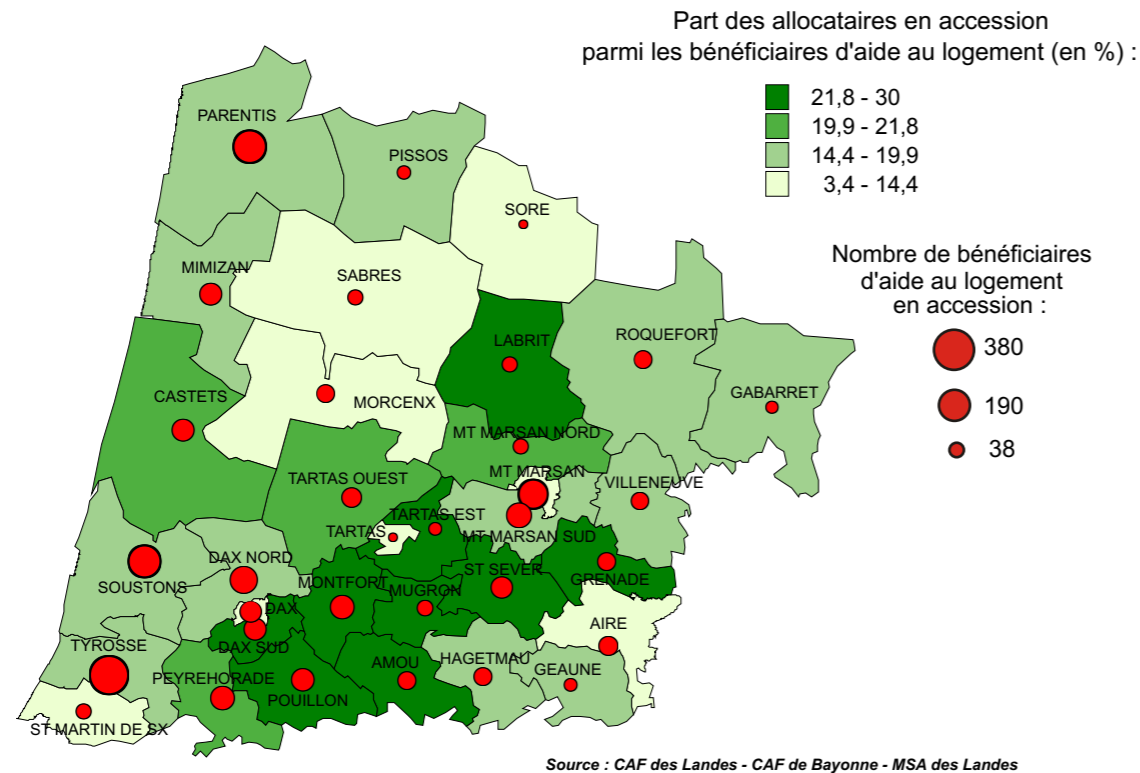 Part des allocataires en accession
parmi les bénéficiaires d'aide au logement (en %) :
21,8 - 30
19,9 - 21,8
14,4 - 19,9
3,4 - 14,4
Nombre de bénéficiaires
d'aide au logement
en accession :
380
190
38
PARENTIS
PISSOS
SORE
MIMIZAN
SABRES
LABRIT
ROQUEFORT
GABARRET
CASTETS
MORCENX
MT MARSAN NORD
TARTAS OUEST
MT MARSAN
VILLENEUVE
TARTAS EST
TARTAS
MT MARSAN SUD
DAX NORD
SOUSTONS
MONTFORT
MUGRON
ST SEVER
GRENADE
DAX
DAX SUD
AIRE
TYROSSE
PEYREHORADE
POUILLON
AMOU
HAGETMAU
GEAUNE
ST MARTIN DE SX
Source : CAF des Landes - CAF de Bayonne - MSA des Landes